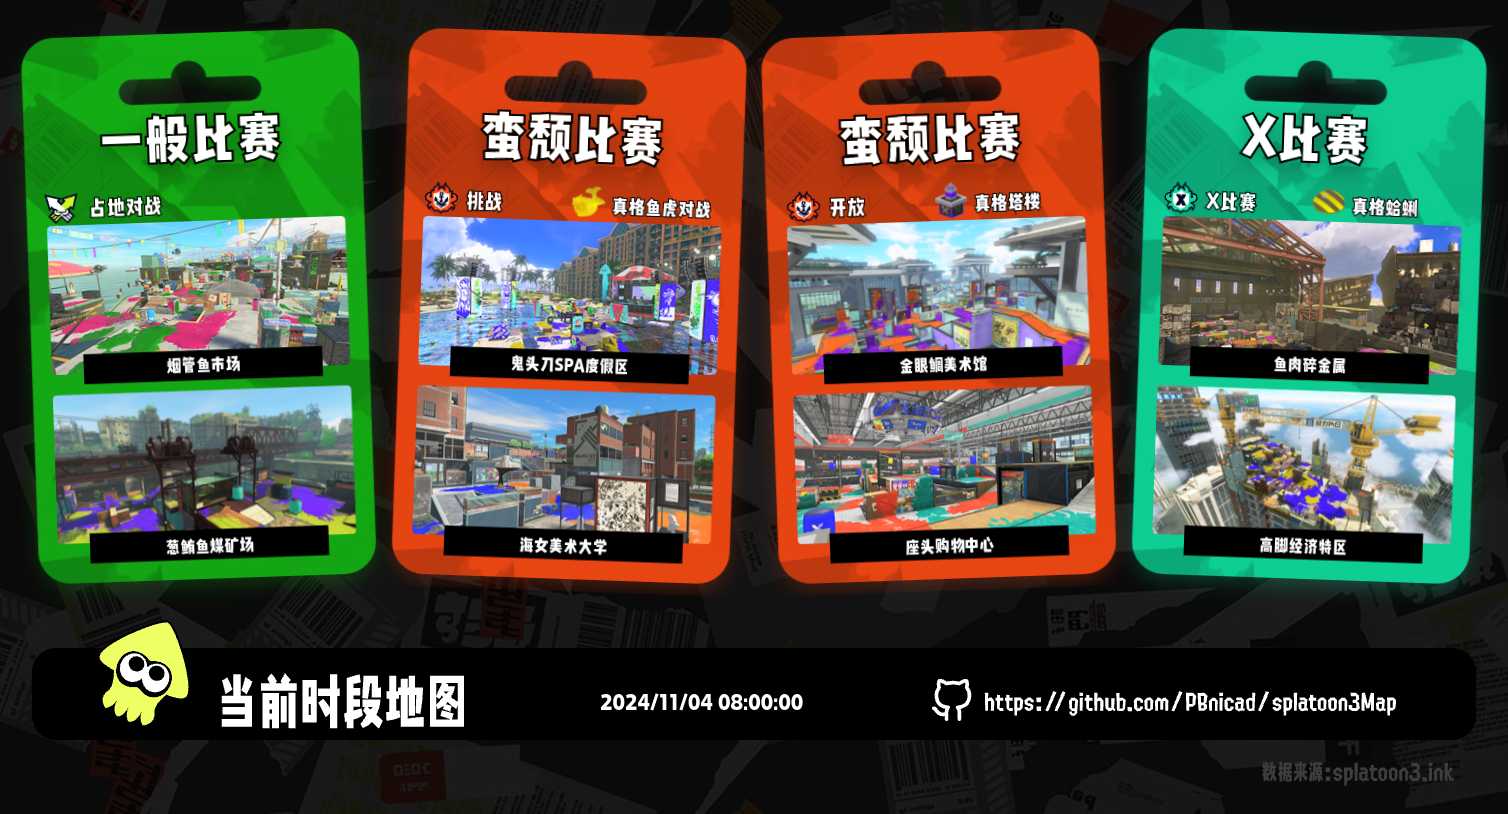 一般比赛
占地对战
烟管鱼市场
葱鲔鱼煤矿场
蛮颓比赛
挑战
真格鱼虎对战
鬼头刀SPA度假区
海女美术大学
蛮颓比赛
开放
真格塔楼
金眼鲷美术馆
座头购物中心
X比赛
X比赛
真格蛤蜊
鱼肉碎金属
高脚经济特区
当前时段地图
2024/11/04 08:00:00
https://github.com/PBnicad/splatoon3Map
数据来源:splatoon3.ink